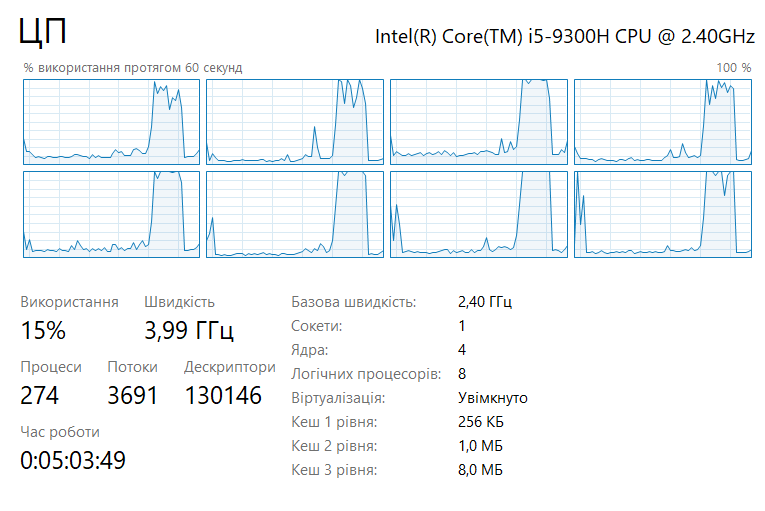 ЦП
Intel(R) Core(TM) i5-9300H CPU @ 2.40GHz
% використання протягом 60 секунд
100 %
Використання
Швидкість
15%
3,99 ГГц
Процеси
Потоки
Дескриптори
274
3691
130146
Час роботи
0:05:03:49
Базова швидкість: 2,40 ГГц
Сокети: 1
Ядра: 4
Логічних процесорів: 8
Віртуалізація: Увімкнуто
Кеш 1 рівня: 256 КБ
Кеш 2 рівня: 1,0 МБ
Кеш 3 рівня: 8,0 МБ